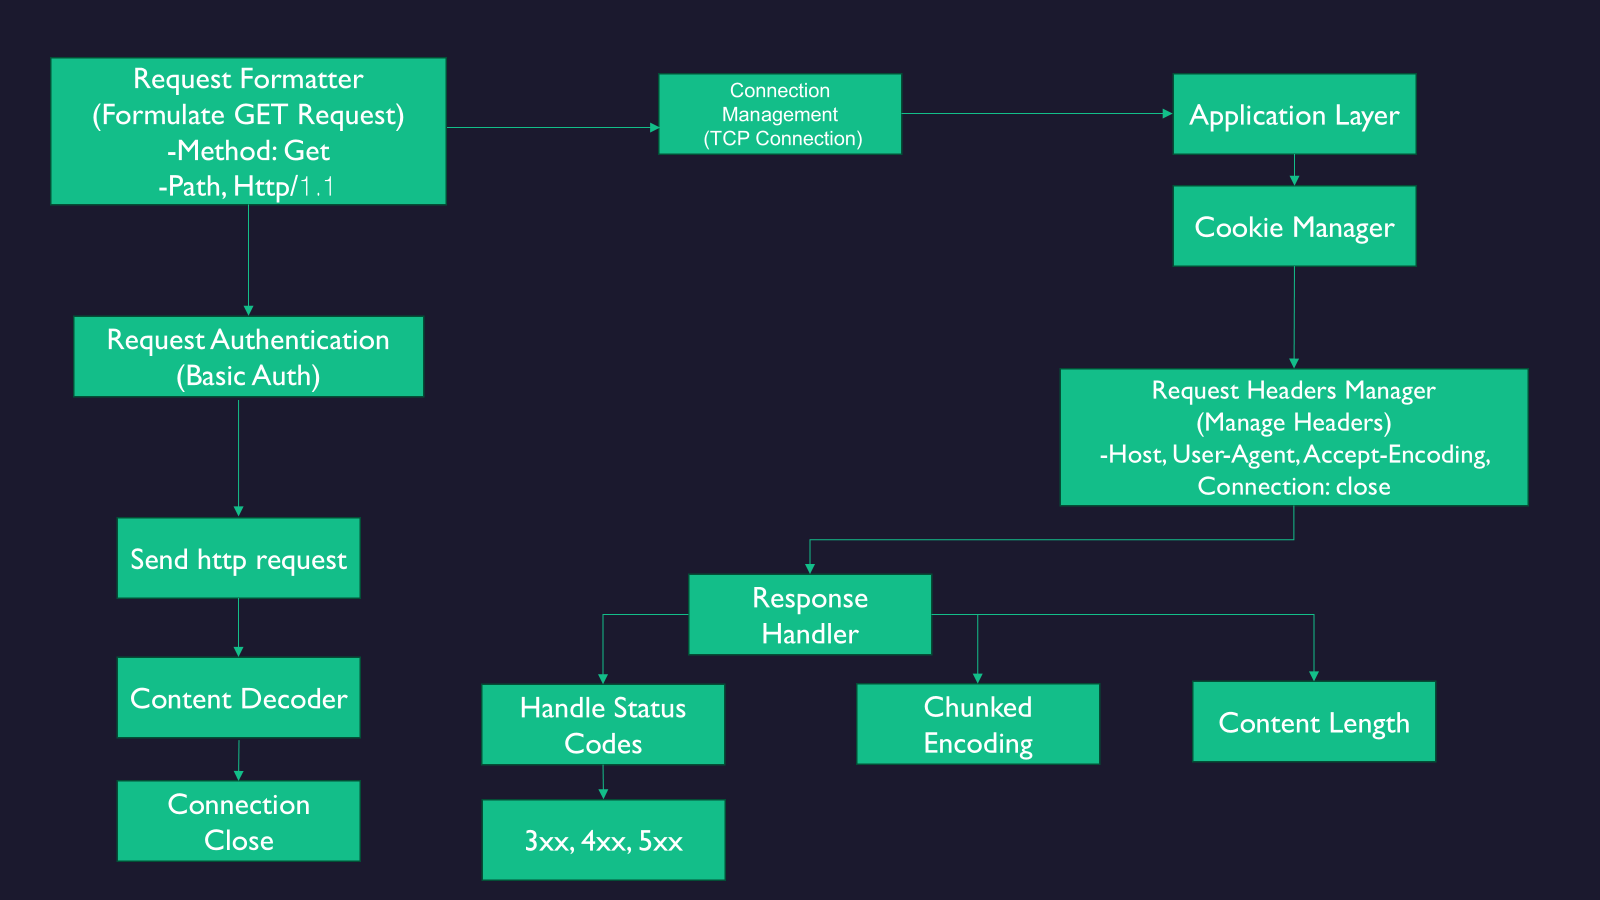 Request Formatter
(Formulate GET Request)
-Method: Get
-Path, Http/1.1
Connection
Management
(TCP Connection)
Application Layer
Cookie Manager
Request Authentication
(Basic Auth)
Request Headers Manager
(Manage Headers)
-Host, User-Agent, Accept-Encoding,
Connection: close
Send http request
Response
Handler
Content Decoder
Handle Status
Codes
Chunked
Encoding
Content Length
Connection
Close
3xx, 4xx, 5xx